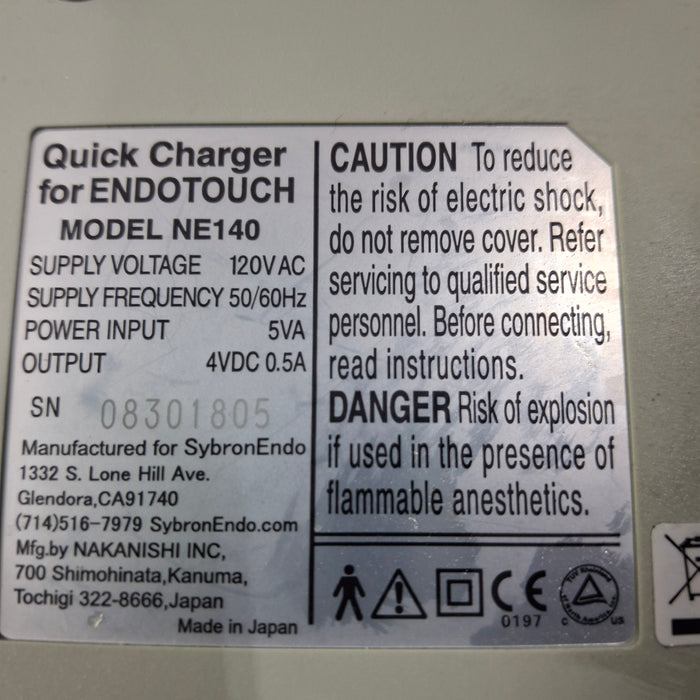 Quick Charger
for ENDOTOUCH
MODEL NE140
SUPPLY VOLTAGE 120V AC
SUPPLY FREQUENCY 50/60Hz
POWER INPUT 5VA
OUTPUT 4VDC 0.5A
SN 08301805
Manufactured for SybronEndo
1332 S. Lone Hill Ave.
Glendora,CA91740
(714)516-7979 SybronEndo.com
Mfg.by NAKANISHI INC,
700 Shimohinata,Kanuma,
Tochigi 322-8666,Japan
Made in Japan
CAUTION To reduce
the risk of electric shock,
do not remove cover. Refer
servicing to qualified service
personnel. Before connecting,
read instructions.
DANGER Risk of explosion
if used in the presence of
flammable anesthetics.
CE
0197
c US